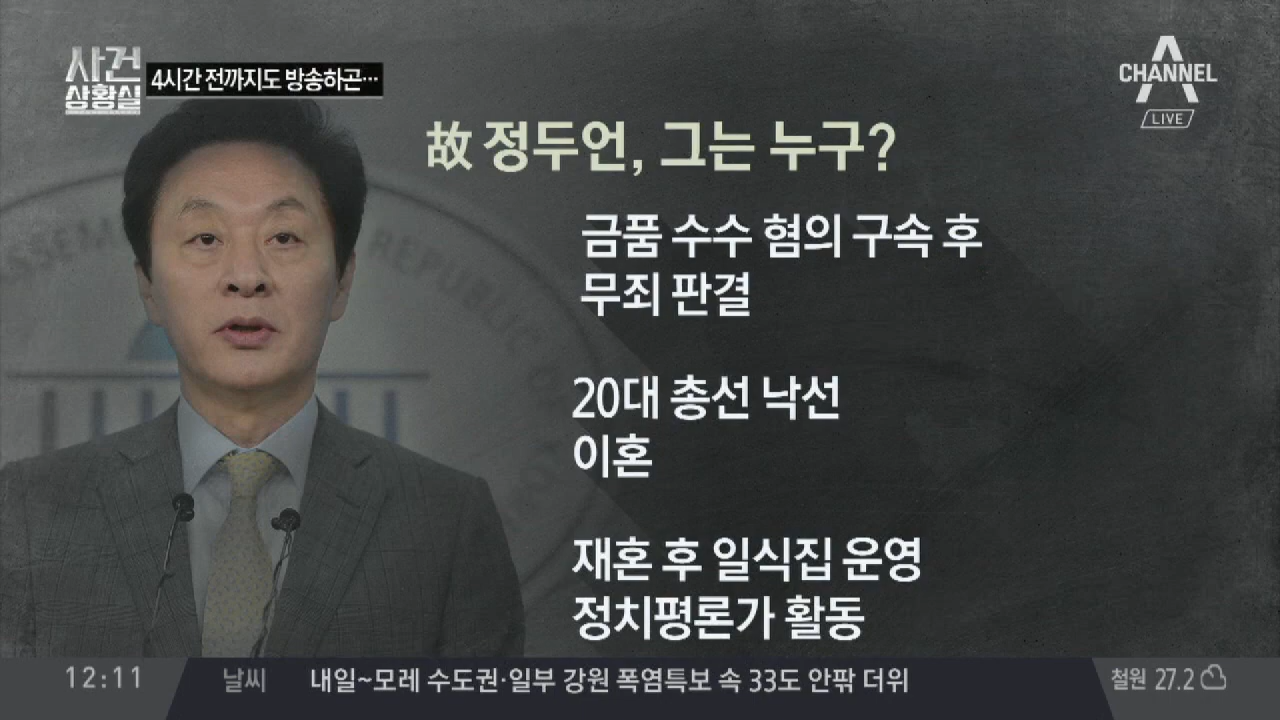 사건
상황실
4시간 전까지도 방송하곤…
CHANNEL A
LIVE
故 정두언, 그는 누구?
금품 수수 혐의 구속 후
무죄 판결
20대 총선 낙선
이혼
재혼 후 일식집 운영
정치평론가 활동
12:11
날씨
내일~모레 수도권·일부 강원 폭염특보 속 33도 안팎 더위
철원 27.2